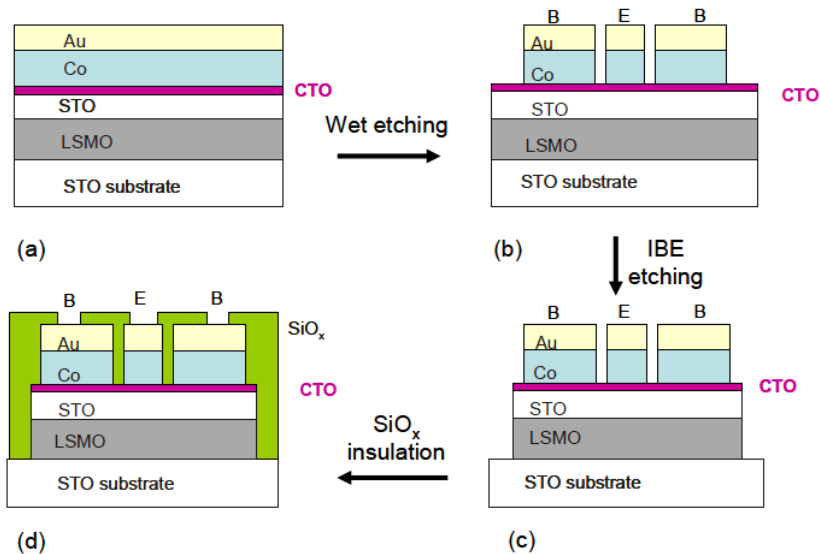 Au
Co
CTO
STO
LSMO
STO substrate
(a)
Wet etching
B E B
Au
Co
CTO
STO
LSMO
STO substrate
(b)
IBE
etching
B E B
Au
Co
CTO
STO
LSMO
STO substrate
(c)
SiOx
insulation
B E B
SiOx
Au
Co
CTO
STO
LSMO
STO substrate
(d)